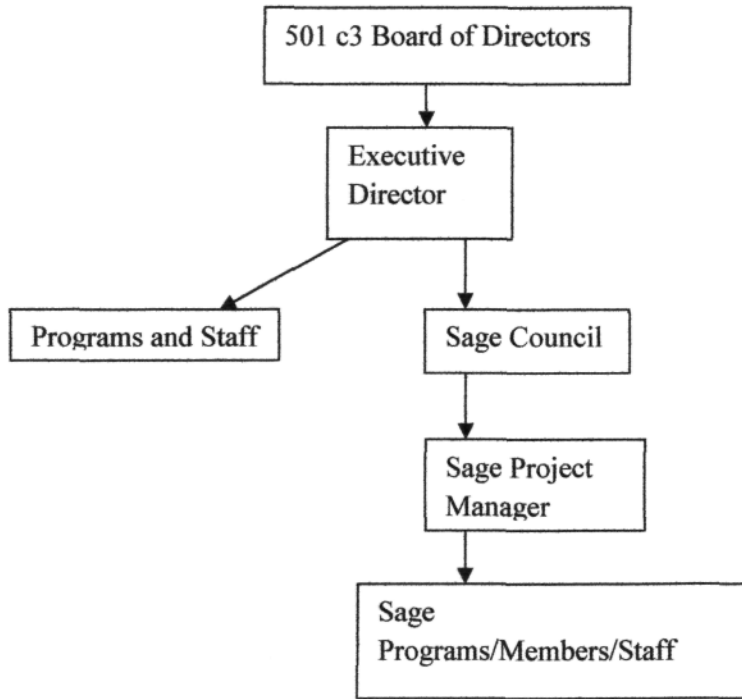 501 c3 Board of Directors
Executive
Director
Programs and Staff
Sage Council
Sage Project
Manager
Sage
Programs/Members/Staff